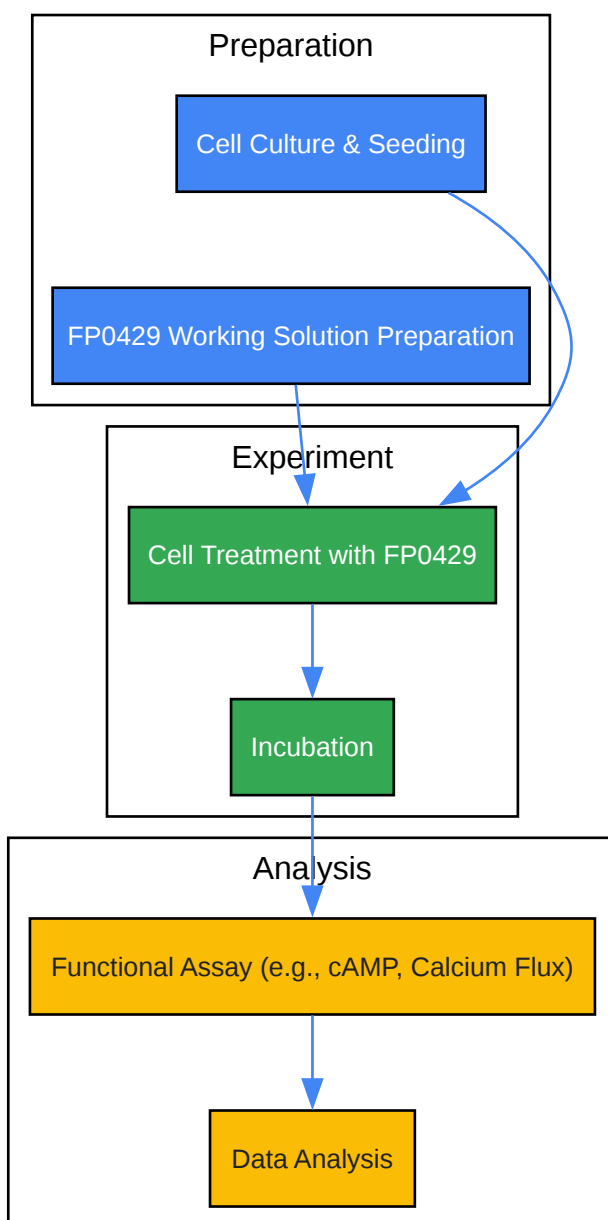 Preparation
Cell Culture & Seeding
FP0429 Working Solution Preparation
Experiment
Cell Treatment with FP0429
Incubation
Analysis
Functional Assay (e.g., cAMP, Calcium Flux)
Data Analysis